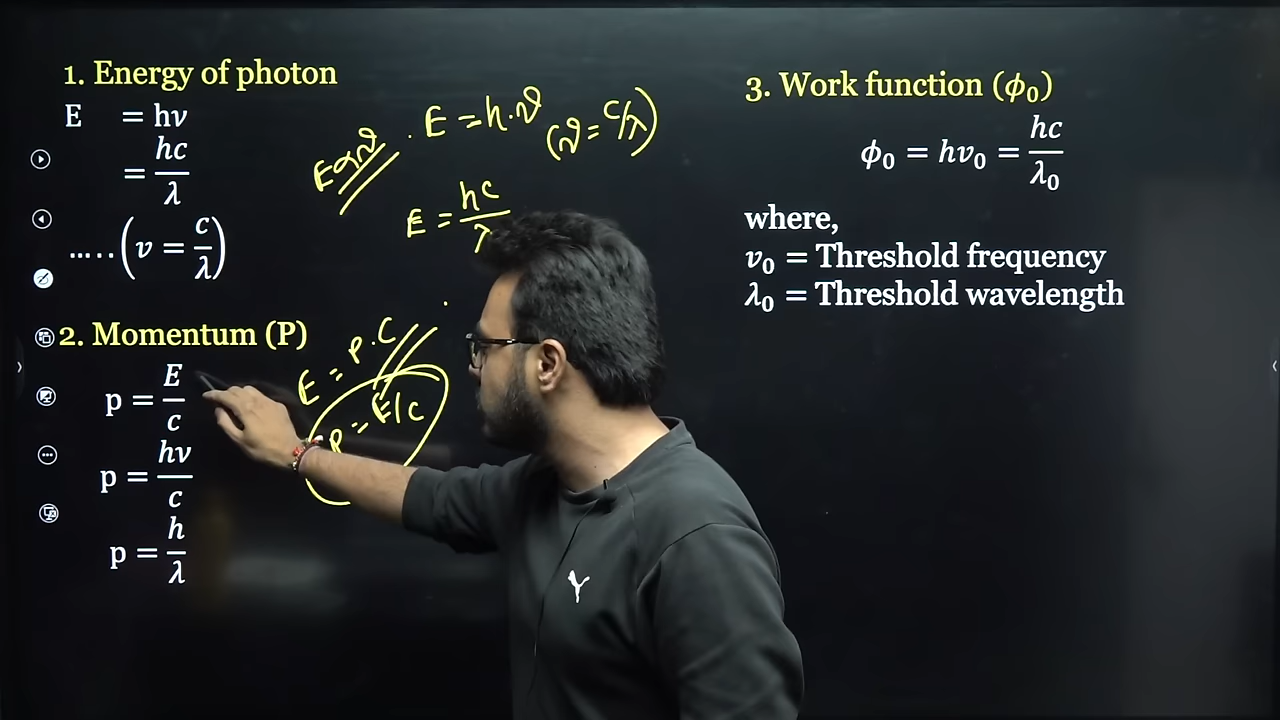 1. Energy of photon
E = hν
= hc/λ
.....(ν = c/λ)
E∝ν . E = h.ν (ν = c/λ)
E = hc/λ
2. Momentum (P)
p = E/c
p = hν/c
p = h/λ
E = P.C
P = E/C
3. Work function (ϕ₀)
ϕ₀ = hν₀ = hc/λ₀
where,
ν₀ = Threshold frequency
λ₀ = Threshold wavelength